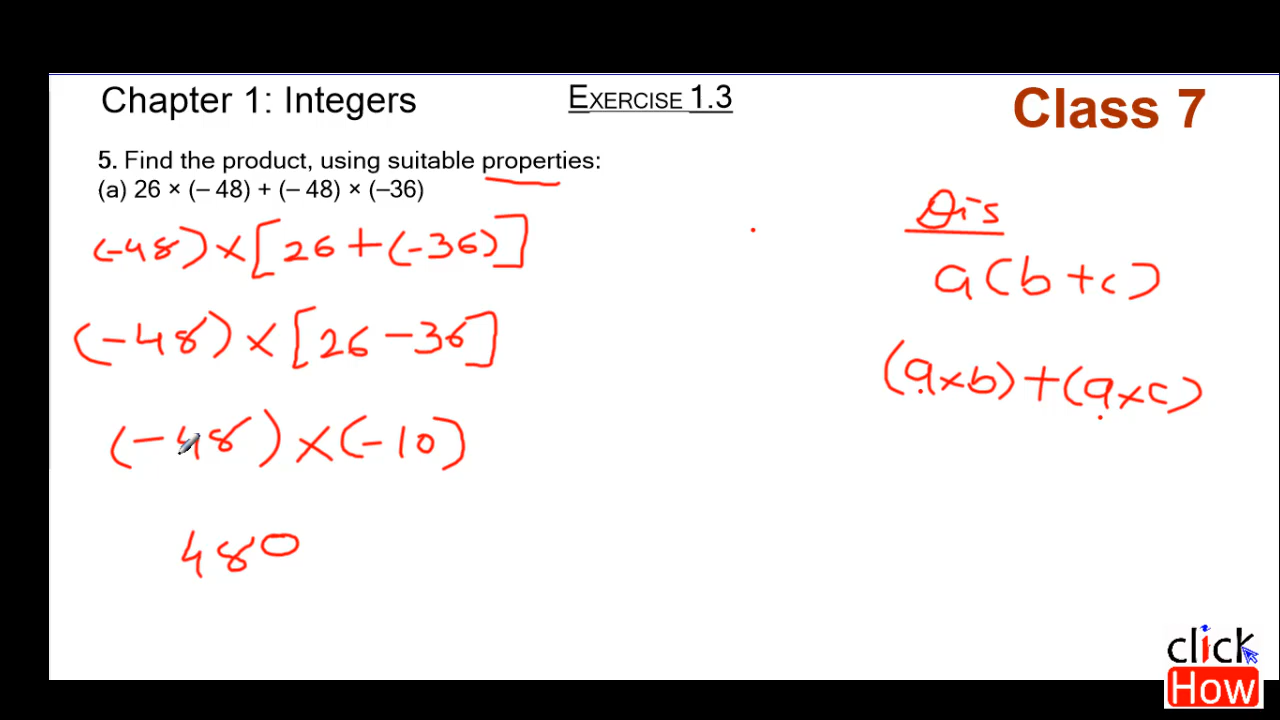 Chapter 1: Integers
EXERCISE 1.3
Class 7
5. Find the product, using suitable properties:
(a) 26 × (– 48) + (– 48) × (–36)
(-48) × [26 + (-36)]
(-48) × [26 - 36]
(-48) × (-10)
480
Dis
a(b+c)
(a×b)+(a×c)
click
How